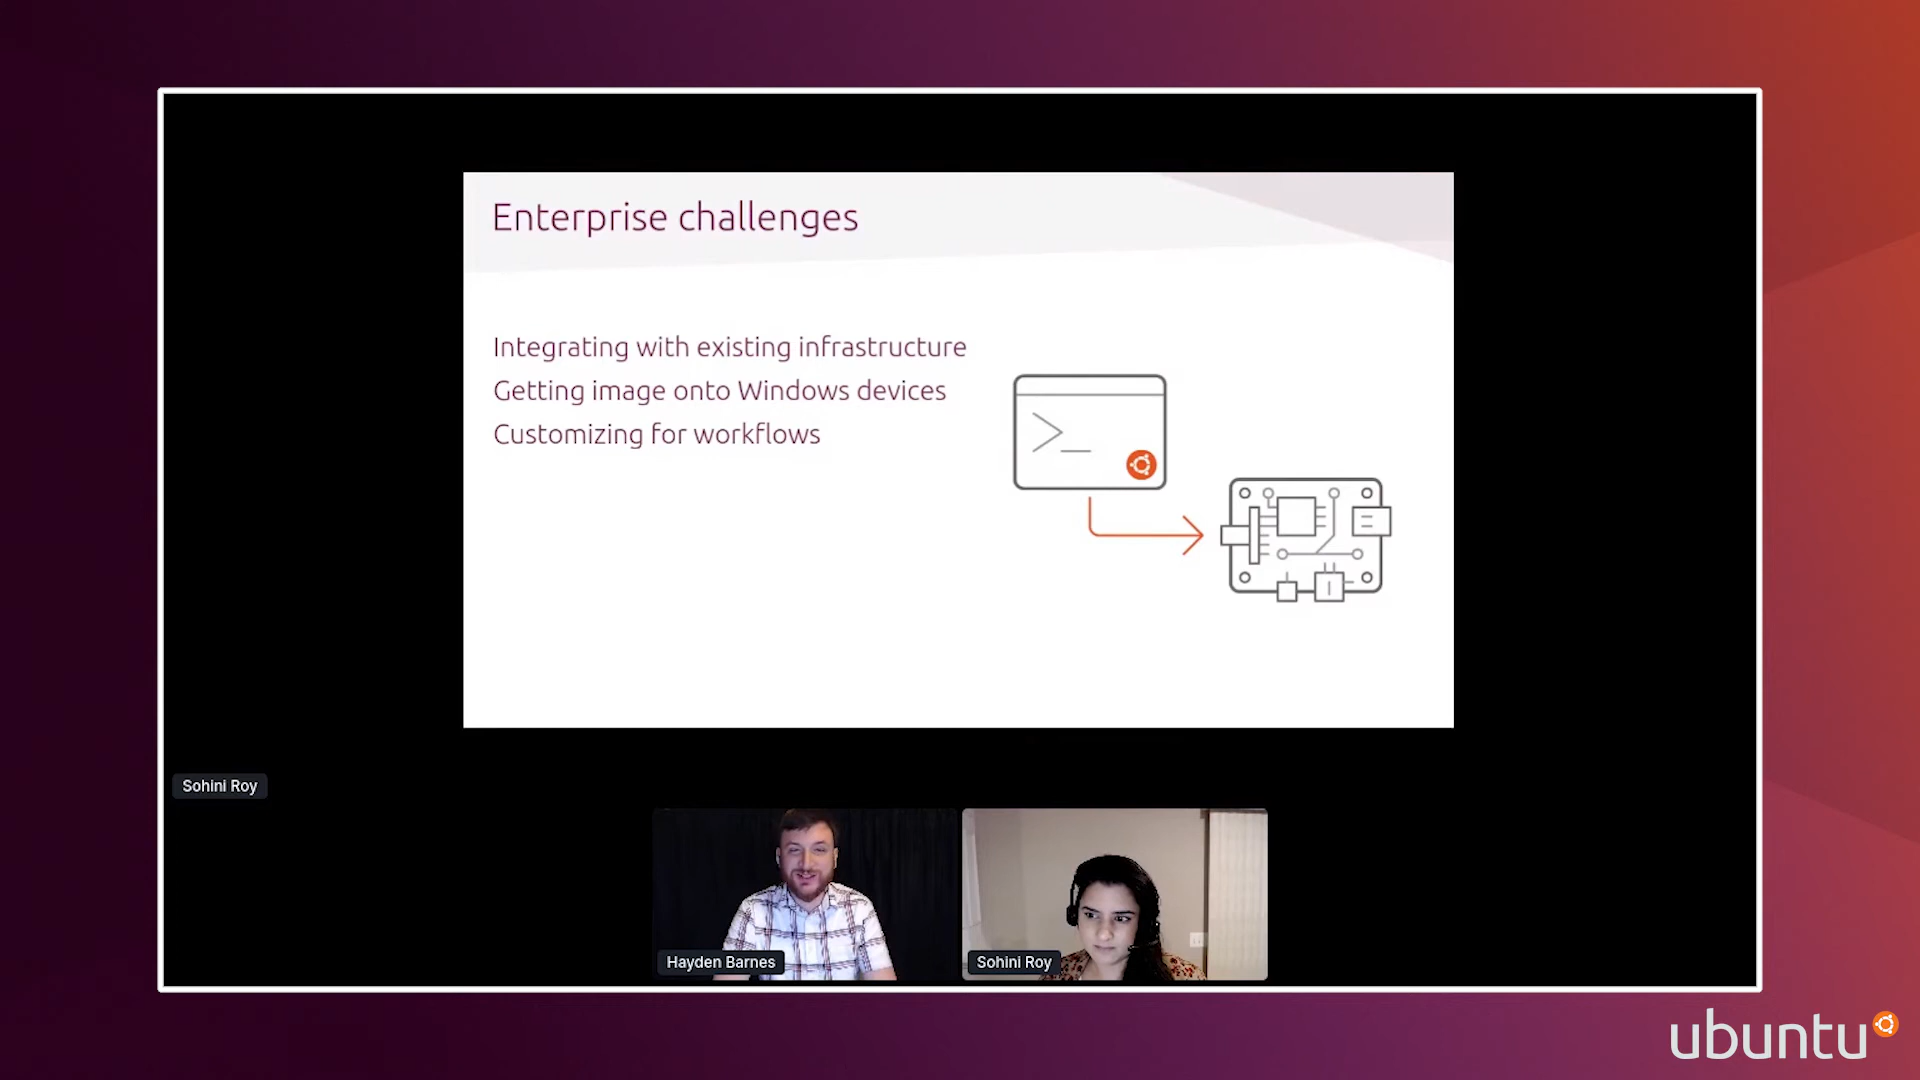 Enterprise challenges
Integrating with existing infrastructure
Getting image onto Windows devices
Customizing for workflows
>_
Sohini Roy
Hayden Barnes
Sohini Roy
ubuntu